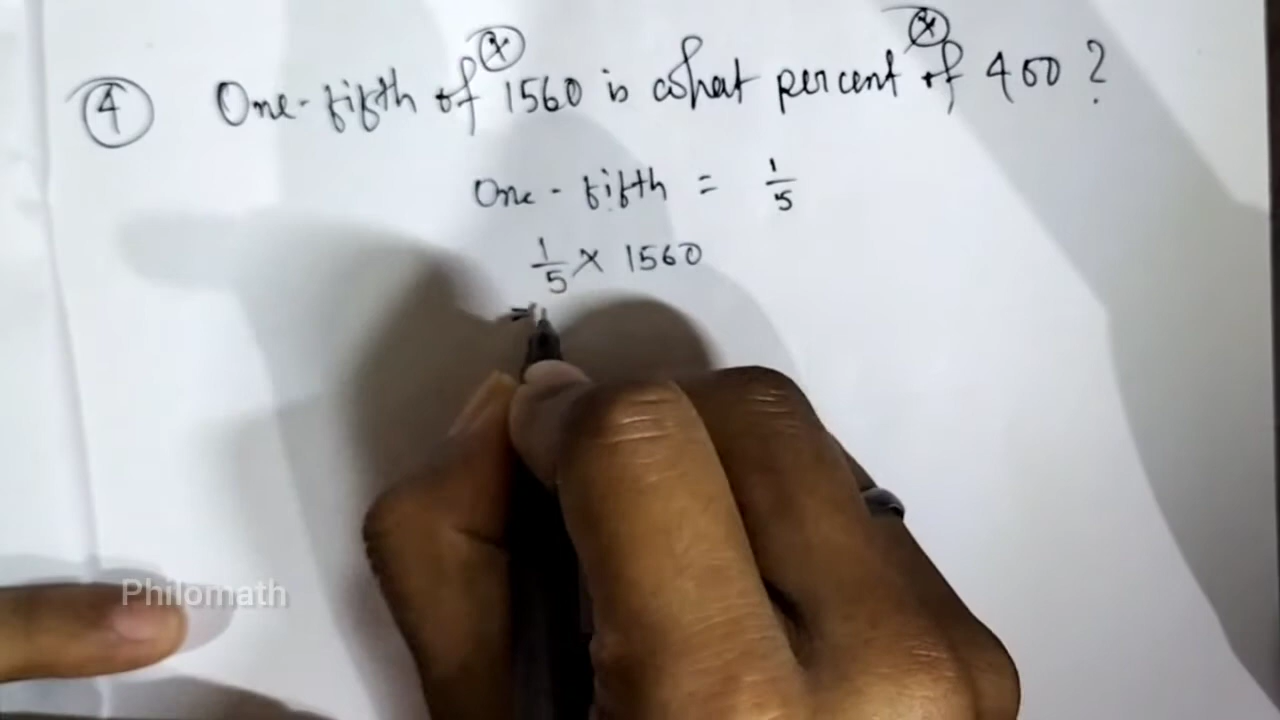 ④ One-fifth of 1560 is what percent of 400?
One-fifth = 1/5
1/5 × 1560
=
Philomath